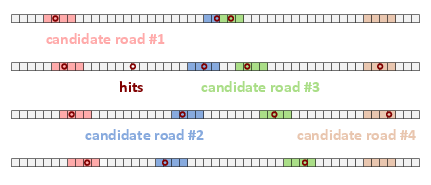 candidate road #1
hits
candidate road #3
candidate road #2
candidate road #4